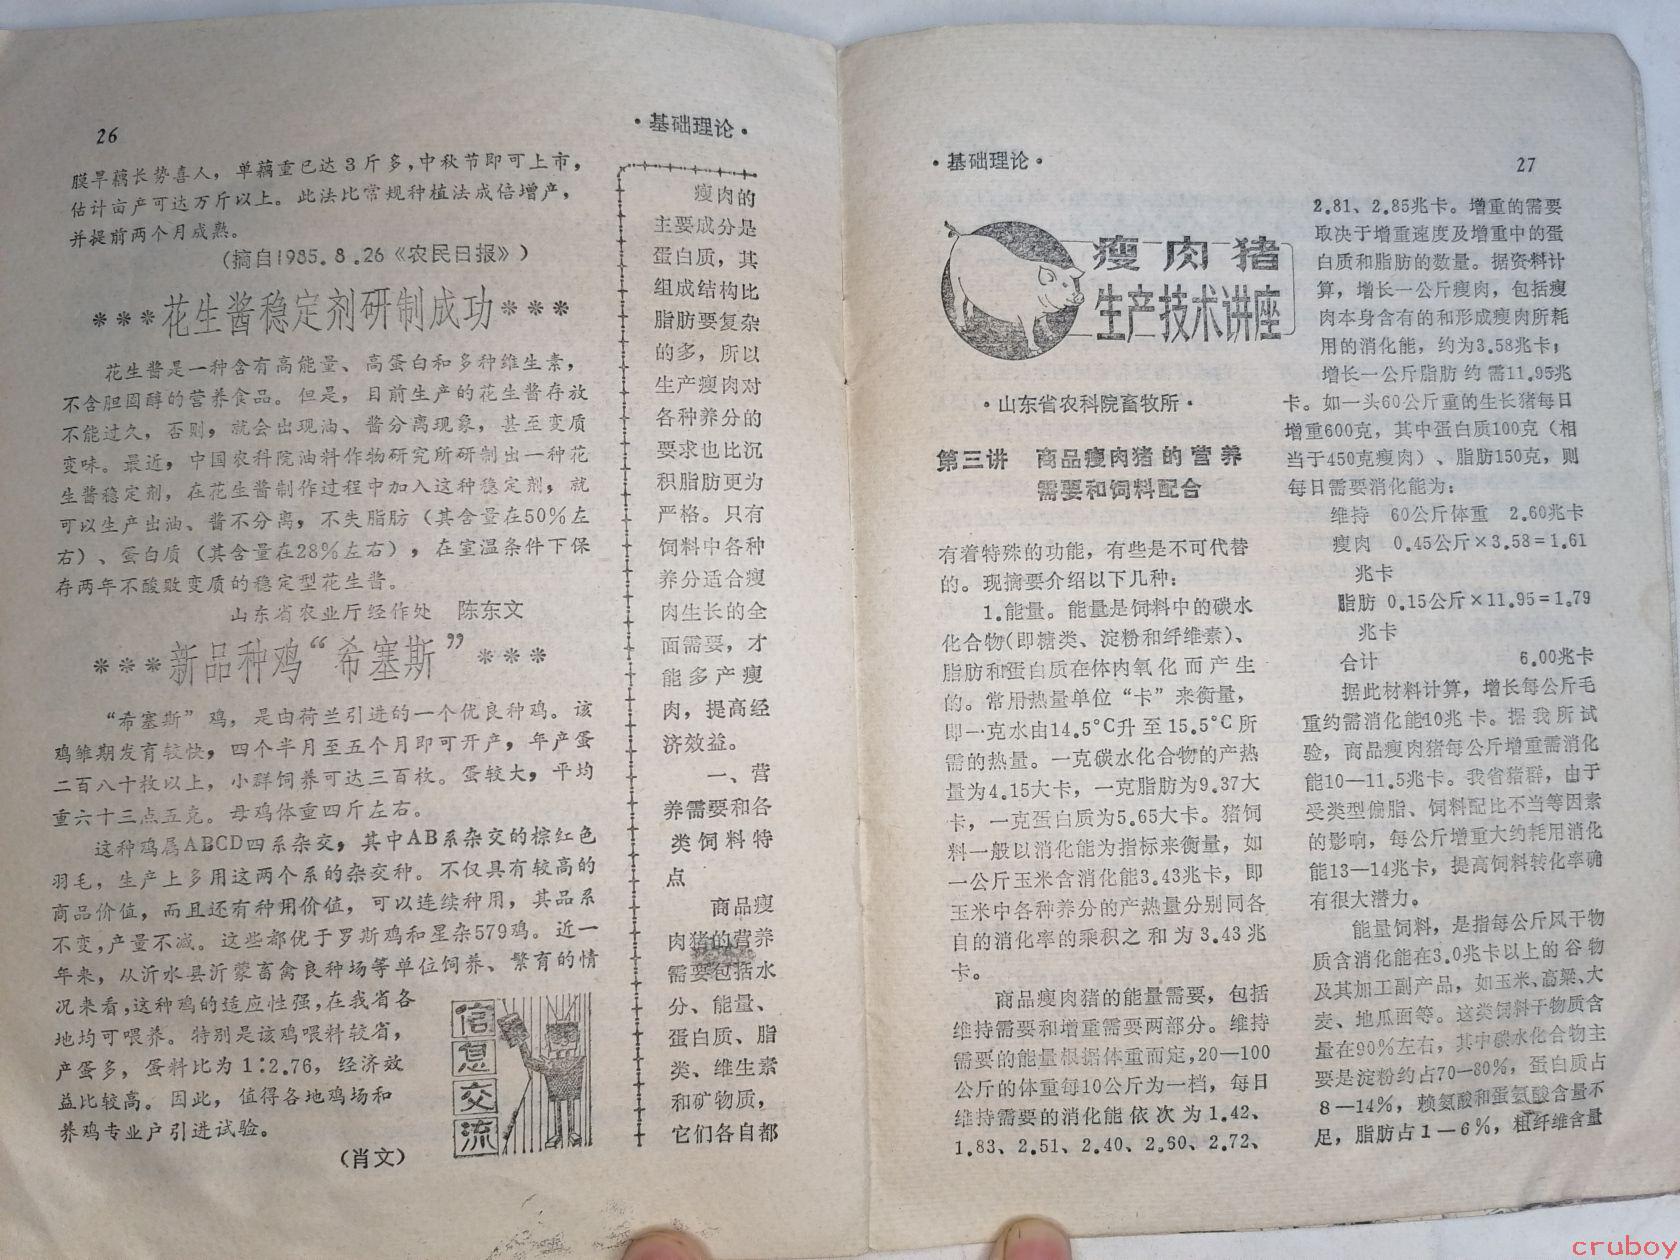 26
·基础理论·
膜旱藕长势喜人，单藕重已达3斤多，中秋节即可上市，
估计亩产可达万斤以上。此法比常规种植法成倍增产，
并提前两个月成熟。
（摘自1985.8.26《农民日报》）
***花生酱稳定剂研制成功***
花生酱是一种含有高能量、高蛋白和多种维生素，
不含胆固醇的营养食品。但是，目前生产的花生酱存放
不能过久，否则，就会出现油、酱分离现象，甚至变质
变味。最近，中国农科院油料作物研究所研制出一种花
生酱稳定剂，在花生酱制作过程中加入这种稳定剂，就
可以生产出油、酱不分离，不失脂肪（其含量在50%左
右）、蛋白质（其含量在28%左右），在室温条件下保
存两年不酸败变质的稳定型花生酱。
山东省农业厅经作处　陈东文
***新品种鸡“希塞斯”***
“希塞斯”鸡，是由荷兰引进的一个优良种鸡。该
鸡雏期发育较快，四个半月至五个月即可开产，年产蛋
二百八十枚以上，小群饲养可达三百枚。蛋较大，平均
重六十三点五克。母鸡体重四斤左右。
这种鸡属ABCD四系杂交，其中AB系杂交的棕红色
羽毛，生产上多用这两个系的杂交种。不仅具有较高的
商品价值，而且还有种用价值，可以连续种用，其品系
不变，产量不减。这些都优于罗斯鸡和星杂579鸡。近一
年来，从沂水县沂蒙畜禽良种场等单位饲养、繁育的情
况来看，这种鸡的适应性强，在我省各
地均可喂养。特别是该鸡喂料较省，
产蛋多，蛋料比为1:2.76，经济效
益比较高。因此，值得各地鸡场和
养鸡专业户引进试验。
（肖文）
信
息
交
流
瘦肉的
主要成分是
蛋白质，其
组成结构比
脂肪要复杂
的多，所以
生产瘦肉对
各种养分的
要求也比沉
积脂肪更为
严格。只有
饲料中各种
养分适合瘦
肉生长的全
面需要，才
能多产瘦
肉，提高经
济效益。
一、营
养需要和各
类饲料特
点
商品瘦
肉猪的营养
需要包括水
分、能量、
蛋白质、脂
类、维生素
和矿物质，
它们各自都
·基础理论·
27
瘦肉猪
生产技术讲座
·山东省农科院畜牧所·
第三讲　商品瘦肉猪的营养
需要和饲料配合
有着特殊的功能，有些是不可代替
的。现摘要介绍以下几种：
1.能量。能量是饲料中的碳水
化合物(即糖类、淀粉和纤维素)、
脂肪和蛋白质在体内氧化而产生
的。常用热量单位“卡”来衡量，
即一克水由14.5°C升至15.5°C所
需的热量。一克碳水化合物的产热
量为4.15大卡，一克脂肪为9.37大
卡，一克蛋白质为5.65大卡。猪饲
料一般以消化能为指标来衡量，如
一公斤玉米含消化能3.43兆卡，即
玉米中各种养分的产热量分别同各
自的消化率的乘积之和为3.43兆
卡。
商品瘦肉猪的能量需要，包括
维持需要和增重需要两部分。维持
需要的能量根据体重而定，20—100
公斤的体重每10公斤为一档，每日
维持需要的消化能依次为1.42、
1.83、2.51、2.40、2.60、2.72、
2.81、2.85兆卡。增重的需要
取决于增重速度及增重中的蛋
白质和脂肪的数量。据资料计
算，增长一公斤瘦肉，包括瘦
肉本身含有的和形成瘦肉所耗
用的消化能，约为3.58兆卡；
增长一公斤脂肪约需11.95兆
卡。如一头60公斤重的生长猪每日
增重600克，其中蛋白质100克（相
当于450克瘦肉）、脂肪150克，则
每日需要消化能为：
维持　60公斤体重　2.60兆卡
瘦肉　0.45公斤×3.58=1.61
兆卡
脂肪　0.15公斤×11.95=1.79
兆卡
合计　6.00兆卡
据此材料计算，增长每公斤毛
重约需消化能10兆卡。据我所试
验，商品瘦肉猪每公斤增重需消化
能10—11.5兆卡。我省猪群，由于
受类型偏脂、饲料配比不当等因素
的影响，每公斤增重大约耗用消化
能13—14兆卡，提高饲料转化率确
有很大潜力。
能量饲料，是指每公斤风干物
质含消化能在3.0兆卡以上的谷物
及其加工副产品，如玉米、高粱、大
麦、地瓜面等。这类饲料干物质含
量在90%左右，其中碳水化合物主
要是淀粉约占70—80%，蛋白质占
8—14%，赖氨酸和蛋氨酸含量不
足，脂肪占1—6%，粗纤维含量
cruboy